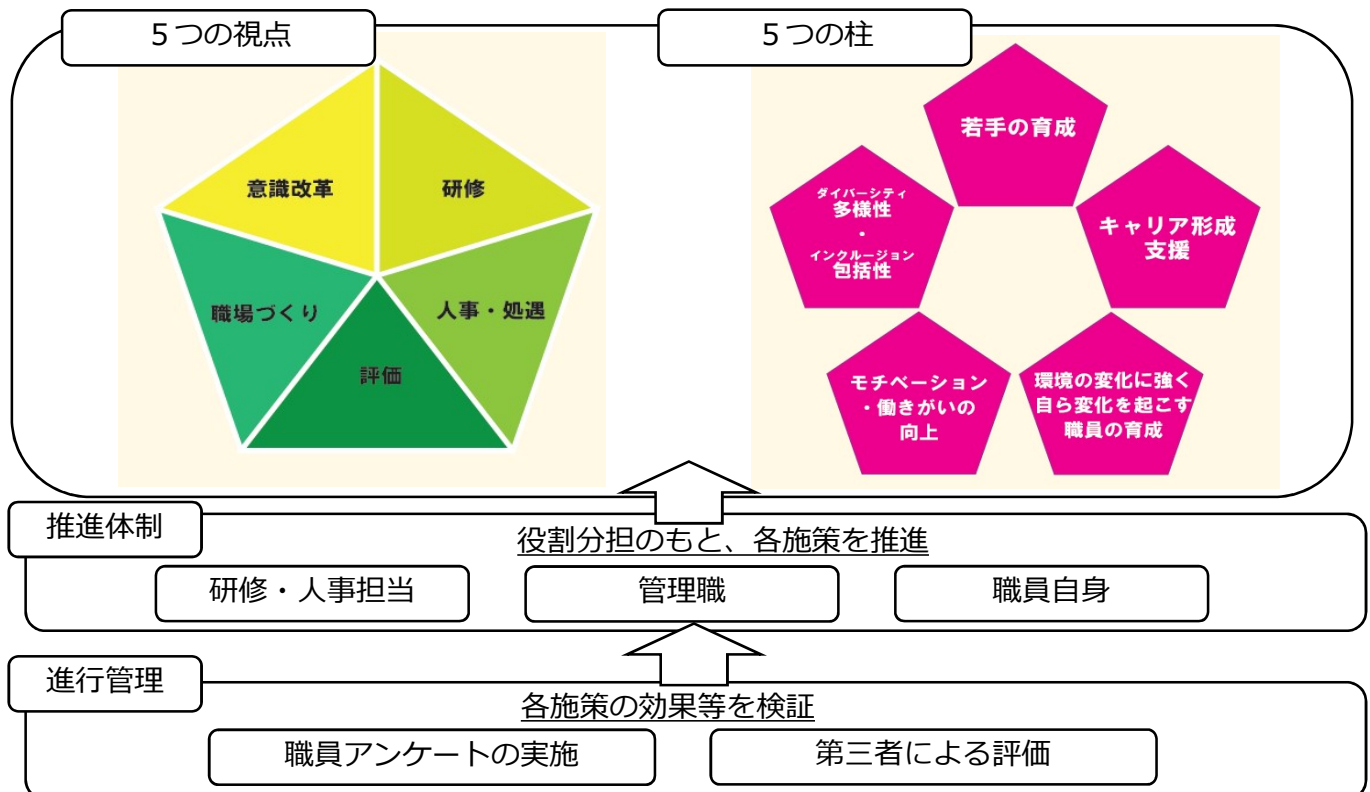 5つの視点
5つの柱
意識改革
研修
職場づくり
人事・処遇
評価
若手の育成
ダイバーシティ
多様性
・
インクルージョン
包括性
キャリア形成
支援
モチベーション
・働きがいの
向上
環境の変化に強く
自ら変化を起こす
職員の育成
推進体制
役割分担のもと、各施策を推進
研修・人事担当
管理職
職員自身
進行管理
各施策の効果等を検証
職員アンケートの実施
第三者による評価